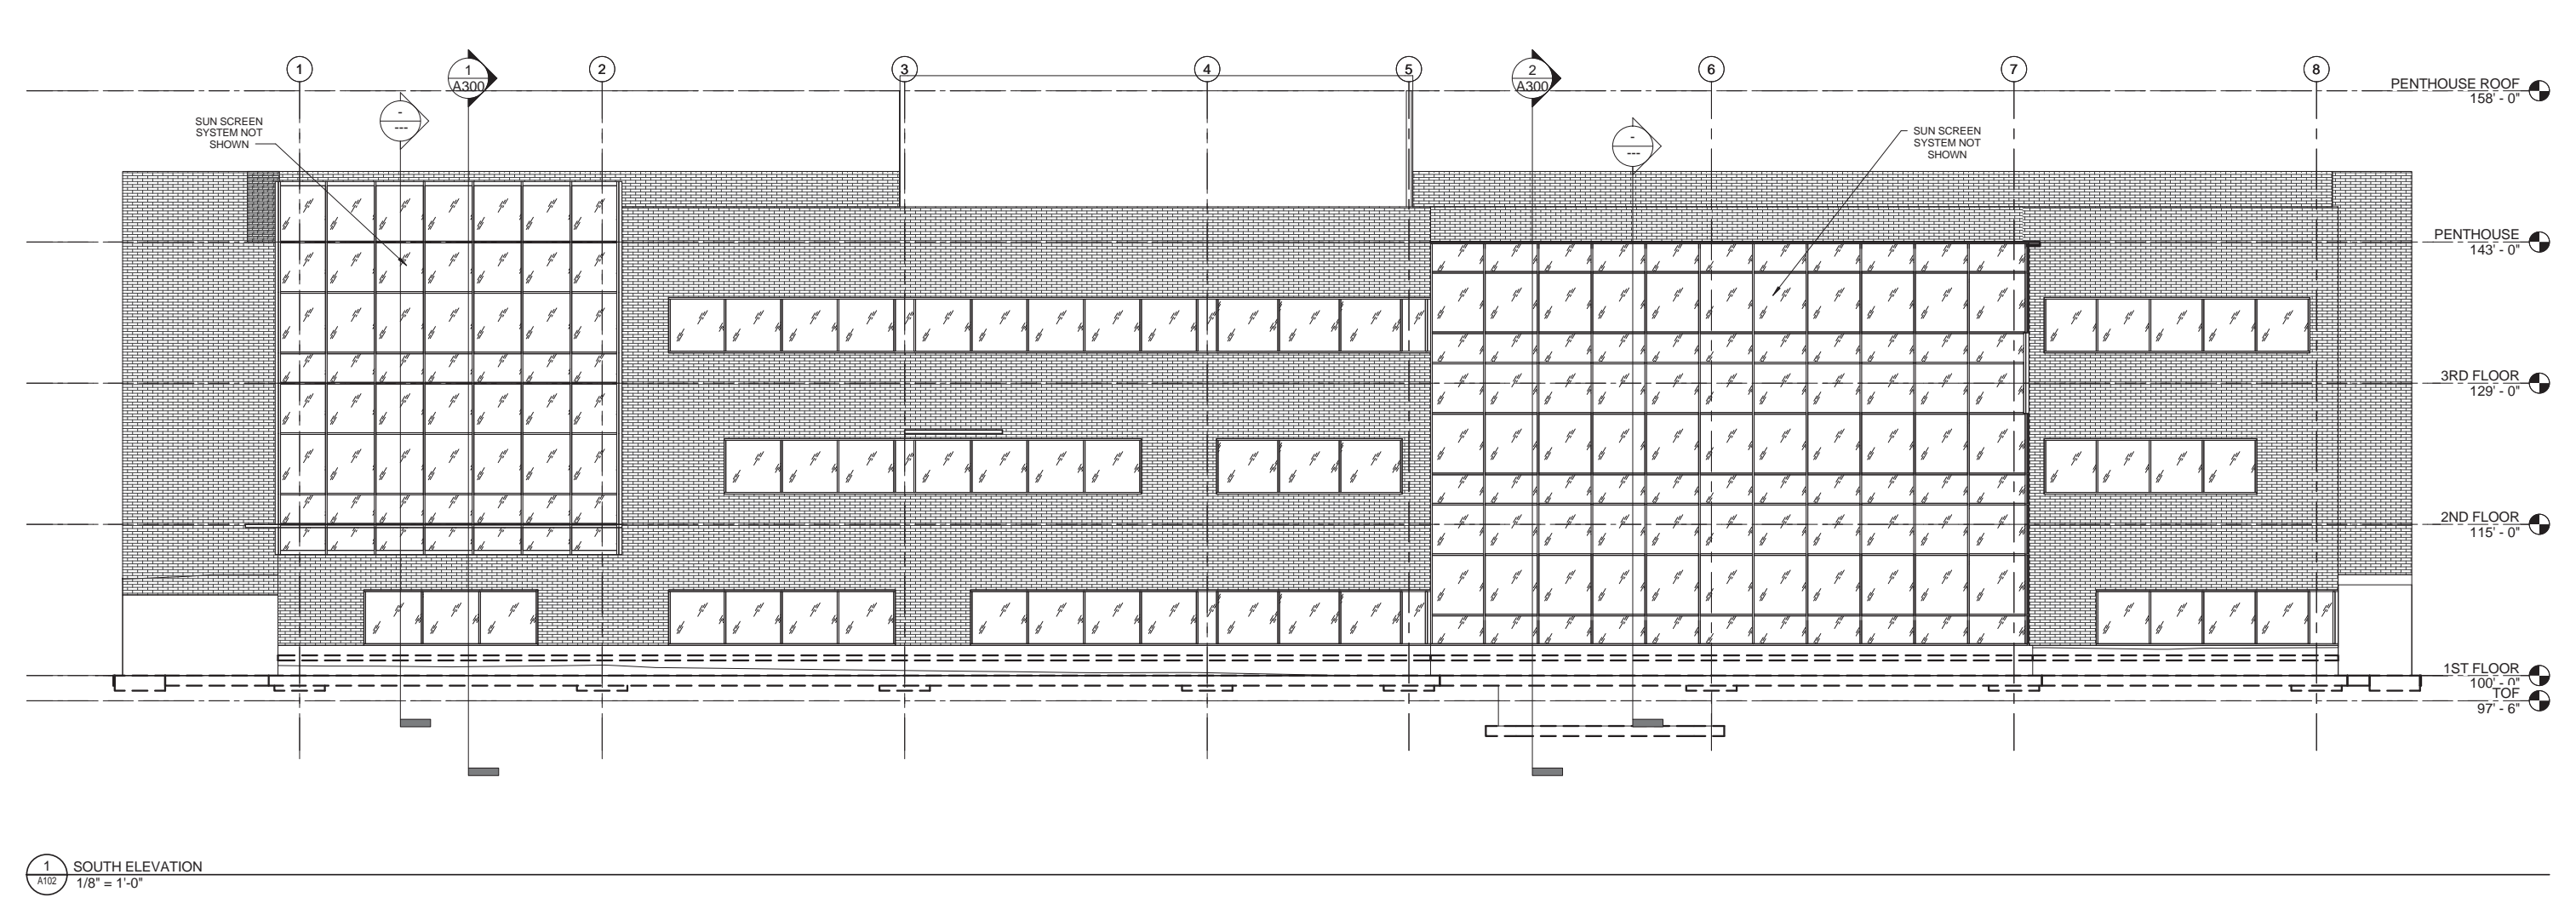 1
2
3
4
5
6
7
8
1
A300
2
A300
-
---
-
---
SUN SCREEN
SYSTEM NOT
SHOWN
SUN SCREEN
SYSTEM NOT
SHOWN
PENTHOUSE ROOF
158' - 0"
PENTHOUSE
143' - 0"
3RD FLOOR
129' - 0"
2ND FLOOR
115' - 0"
1ST FLOOR
100' - 0"
TOF
97' - 6"
1
A102
SOUTH ELEVATION
1/8" = 1'-0"